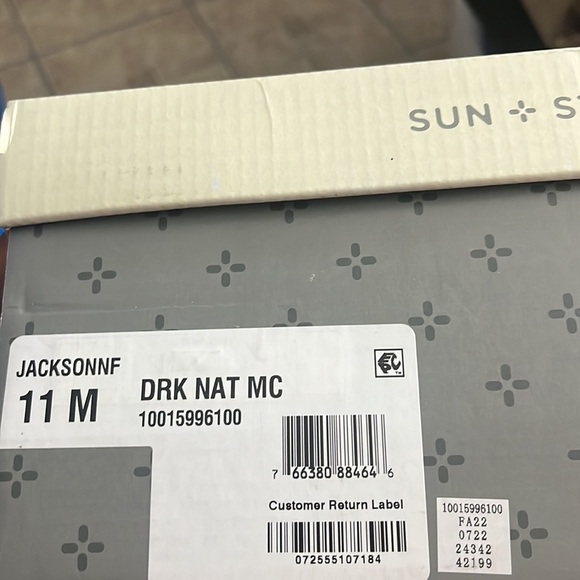 SUN + S
JACKSONNF
11 M
DRK NAT MC
10015996100
7 66380 88464 6
Customer Return Label
072555107184
10015996100
FA22
0722
24342
42199